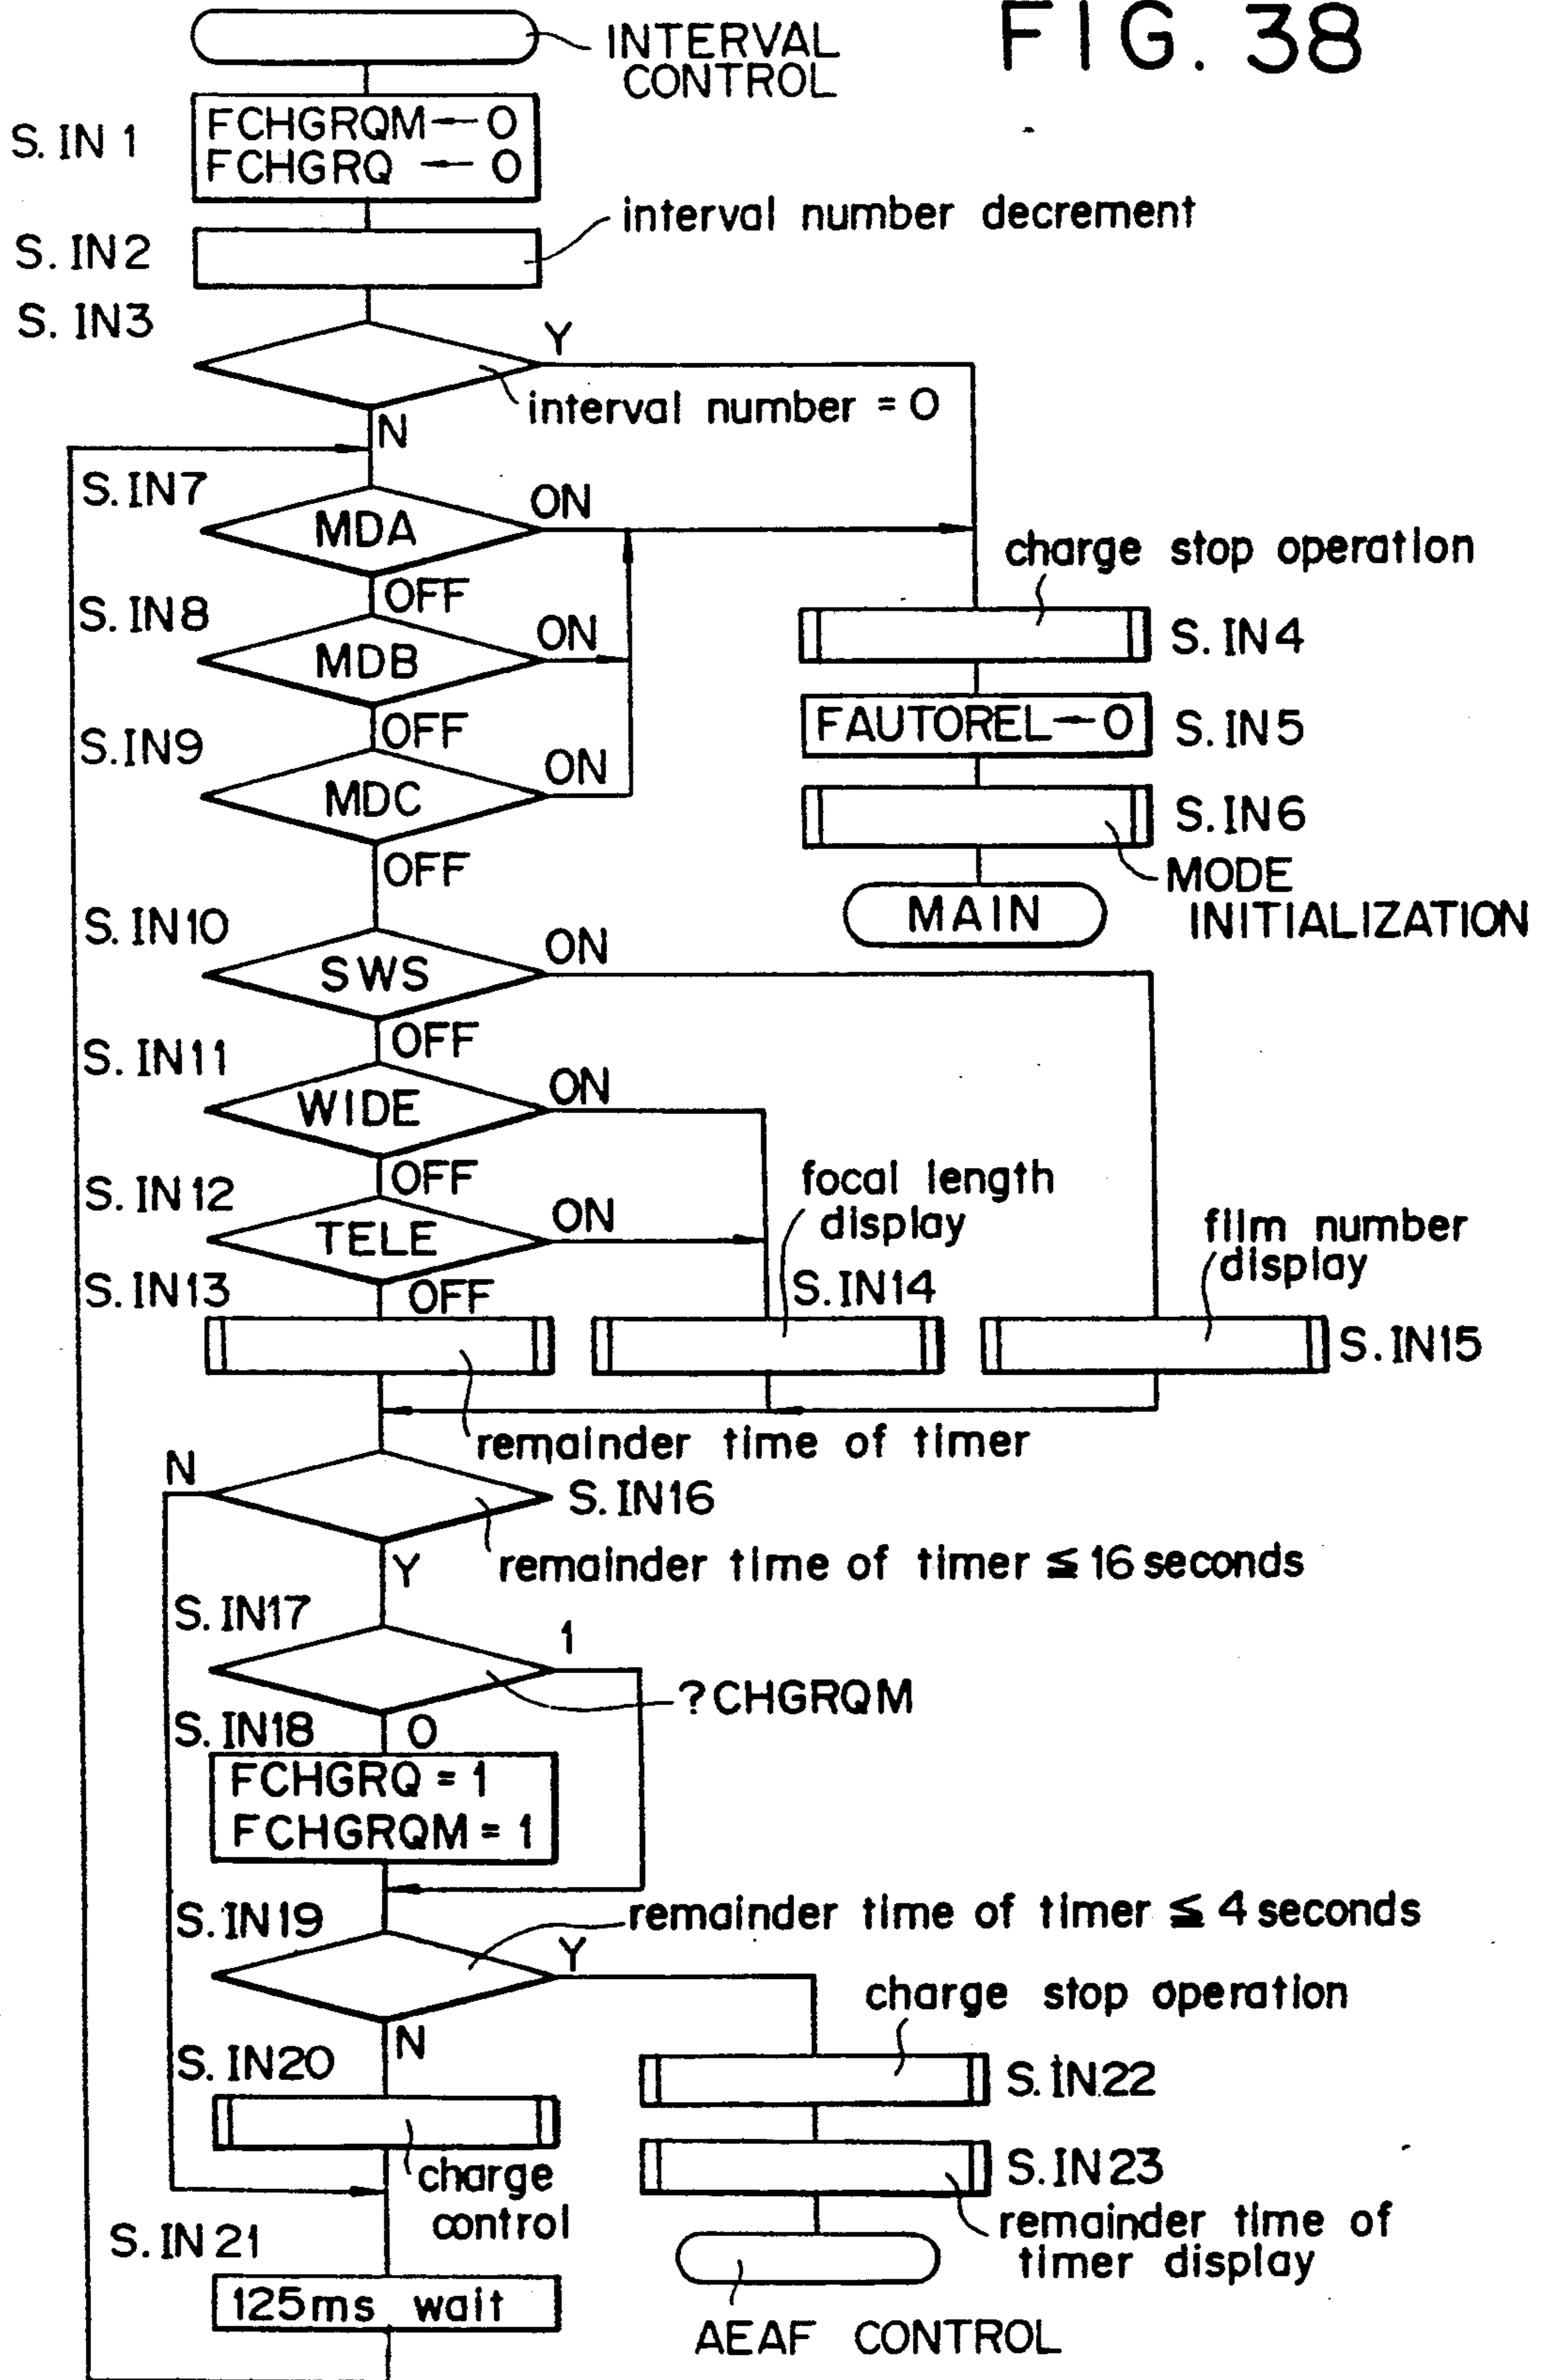 FIG. 38
INTERVAL
CONTROL
S. IN 1
FCHGRQM ← 0
FCHGRQ ← 0
interval number decrement
S. IN2
S. IN3
Y
interval number = 0
N
S. IN7
MDA
ON
OFF
charge stop operation
S. IN8
MDB
ON
S. IN4
OFF
FAUTOREL ← 0
S. IN5
S. IN9
MDC
ON
S. IN6
OFF
MODE
INITIALIZATION
MAIN
S. IN10
SWS
ON
OFF
S. IN11
WIDE
ON
OFF
S. IN12
TELE
ON
focal length
display
film number
display
S. IN13
OFF
S. IN14
S. IN15
remainder time of timer
N
S. IN16
Y
remainder time of timer ≦ 16 seconds
S. IN17
1
?CHGRQM
S. IN18
0
FCHGRQ = 1
FCHGRQM = 1
S. IN19
remainder time of timer ≦ 4 seconds
Y
charge stop operation
N
S. IN20
S. IN22
charge
control
S. IN23
remainder time of
timer display
S. IN 21
125ms wait
AEAF CONTROL